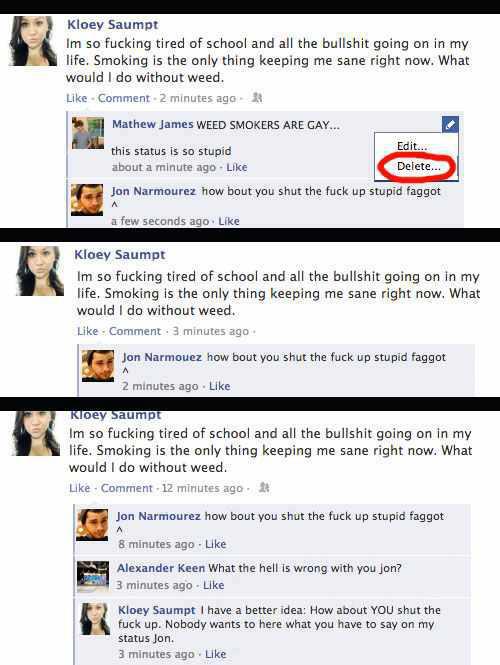 Kloey Saumpt
Im so fucking tired of school and all the bullshit going on in my
life. Smoking is the only thing keeping me sane right now. What
would I do without weed.
Like · Comment · 2 minutes ago ·
Mathew James WEED SMOKERS ARE GAY...
this status is so stupid
about a minute ago · Like
Edit...
Delete...
Jon Narmourez how bout you shut the fuck up stupid faggot
^
a few seconds ago · Like
Kloey Saumpt
Im so fucking tired of school and all the bullshit going on in my
life. Smoking is the only thing keeping me sane right now. What
would I do without weed.
Like · Comment · 3 minutes ago ·
Jon Narmouez how bout you shut the fuck up stupid faggot
^
2 minutes ago · Like
Kloey Saumpt
Im so fucking tired of school and all the bullshit going on in my
life. Smoking is the only thing keeping me sane right now. What
would I do without weed.
Like · Comment · 12 minutes ago ·
Jon Narmourez how bout you shut the fuck up stupid faggot
^
8 minutes ago · Like
Alexander Keen What the hell is wrong with you jon?
3 minutes ago · Like
Kloey Saumpt I have a better idea: How about YOU shut the
fuck up. Nobody wants to here what you have to say on my
status Jon.
3 minutes ago · Like